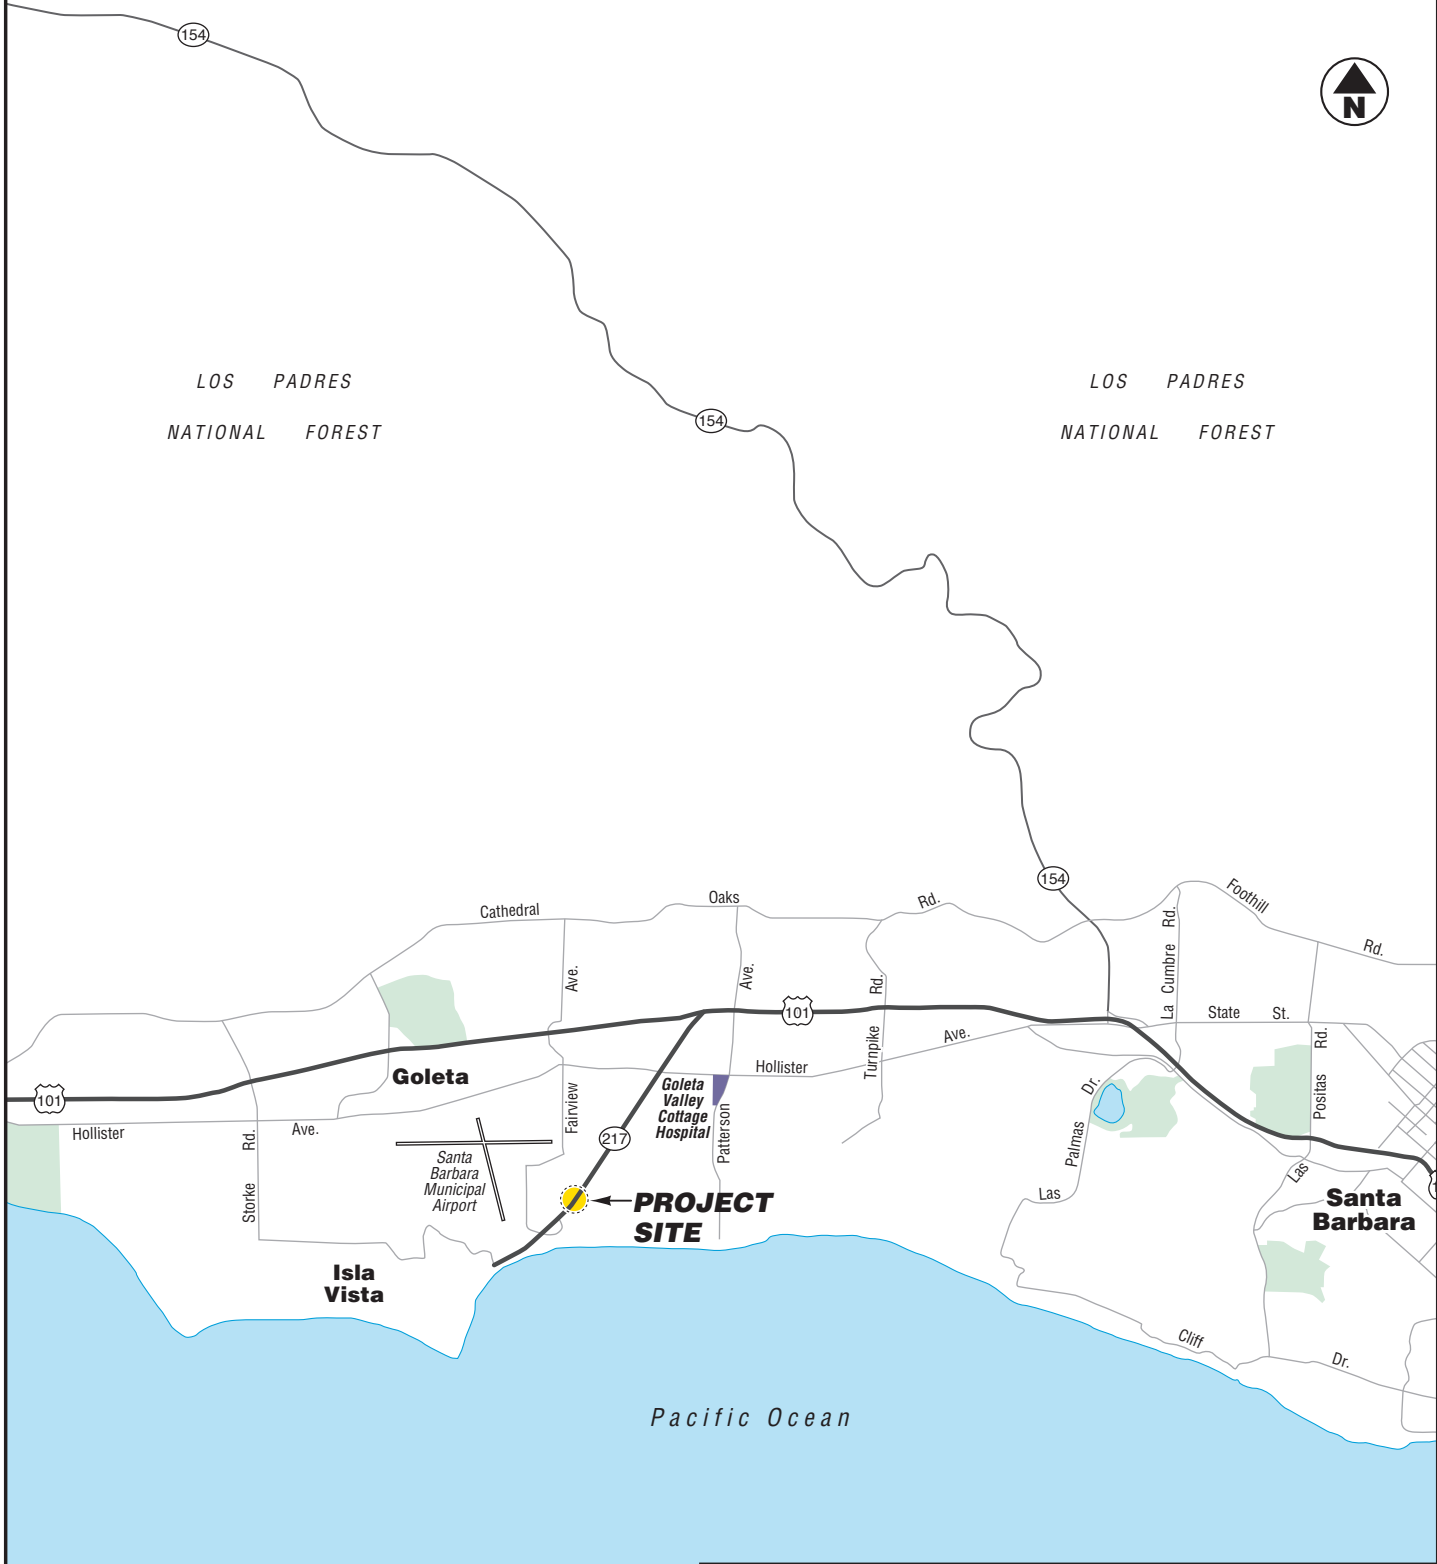 154
N
LOS PADRES
NATIONAL FOREST
LOS PADRES
NATIONAL FOREST
154
154
Cathedral
Oaks
Rd.
Foothill
Rd.
La Cumbre Rd.
Ave.
Ave.
Rd.
101
State St.
Rd.
Positas
Las
Turnpike
Ave.
Hollister
Goleta
Goleta
Valley
Cottage
Hospital
Patterson
Fairview
217
101
Hollister
Ave.
Rd.
Storke
Santa
Barbara
Municipal
Airport
PROJECT
SITE
Dr.
Palmas
Las
Santa
Barbara
Isla
Vista
Cliff
Dr.
Pacific Ocean